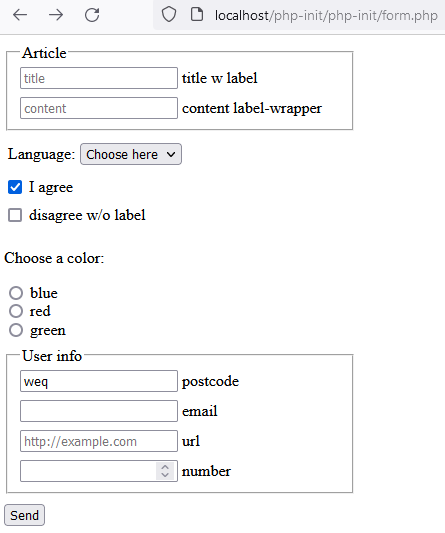 localhost/php-init/php-init/form.php
Article
title title w label
content content label-wrapper
Language: Choose here
I agree
disagree w/o label
Choose a color:
blue
red
green
User info
weq postcode
email
http://example.com url
number
Send